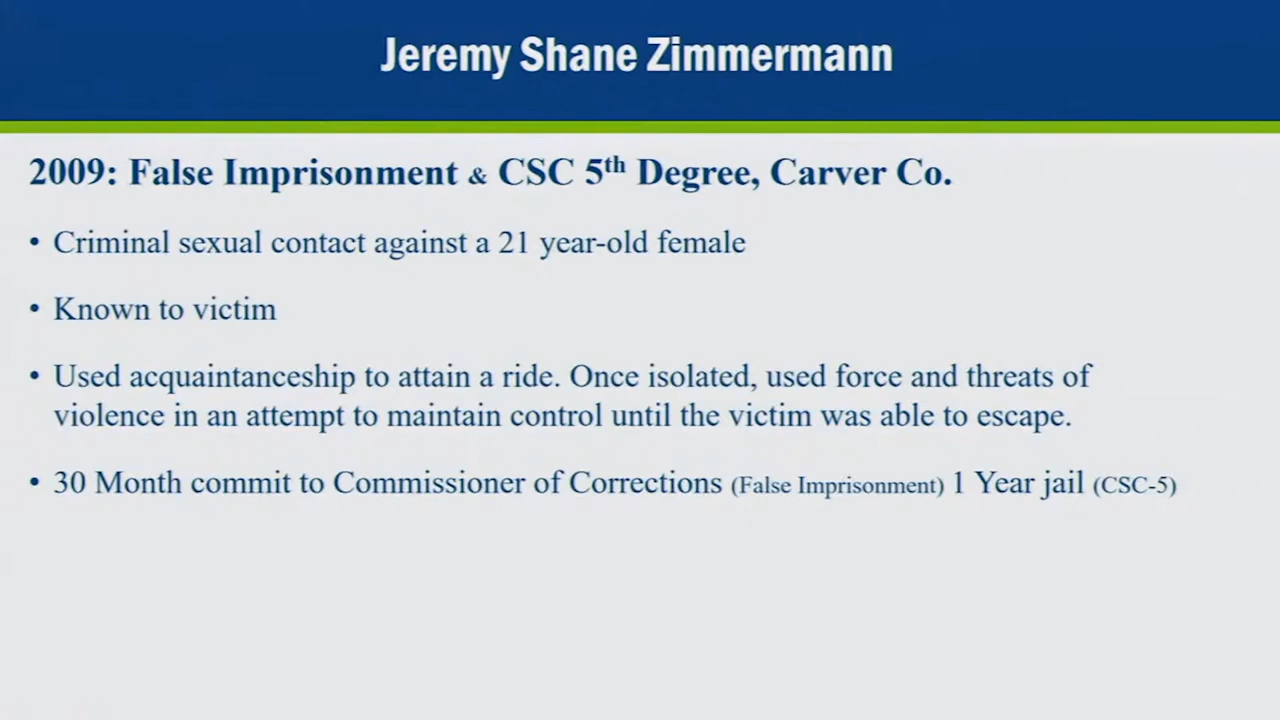 Jeremy Shane Zimmermann
2009: False Imprisonment & CSC 5th Degree, Carver Co.
• Criminal sexual contact against a 21 year-old female
• Known to victim
• Used acquaintanceship to attain a ride. Once isolated, used force and threats of
violence in an attempt to maintain control until the victim was able to escape.
• 30 Month commit to Commissioner of Corrections (False Imprisonment) 1 Year jail (CSC-5)